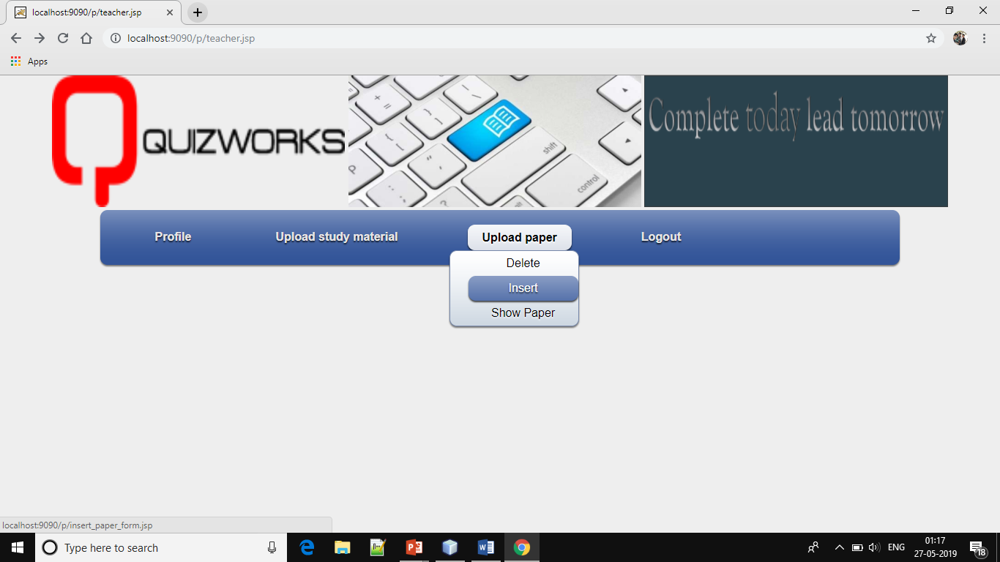 localhost:9090/p/teacher.jsp
localhost:9090/p/teacher.jsp
Apps
QUIZWORKS
shift
control
Complete today lead tomorrow
Profile
Upload study material
Upload paper
Logout
Delete
Insert
Show Paper
localhost:9090/p/insert_paper_form.jsp
Type here to search
ENG
01:17
27-05-2019
18